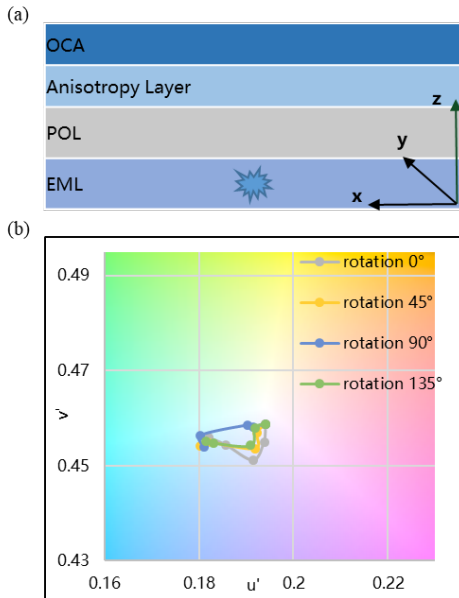 (a)
OCA
Anisotropy Layer
z
POL
y
EML
x
(b)
0.49
rotation 0°
rotation 45°
0.47
rotation 90°
rotation 135°
v'
0.45
0.43
0.16 0.18 0.2 0.22
u'